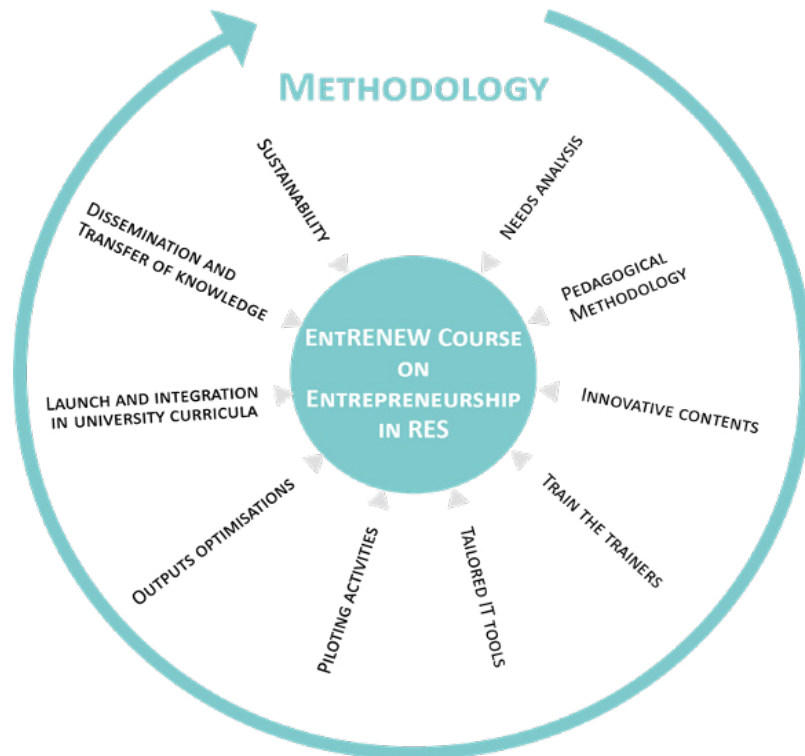 Methodology
Needs analysis
Pedagogical
Methodology
Innovative contents
Train the trainers
Tailored IT tools
Piloting activities
Outputs optimisations
Launch and integration
in university curricula
Dissemination and
Transfer of knowledge
Sustainability
EntRENEW Course
on
Entrepreneurship
in RES